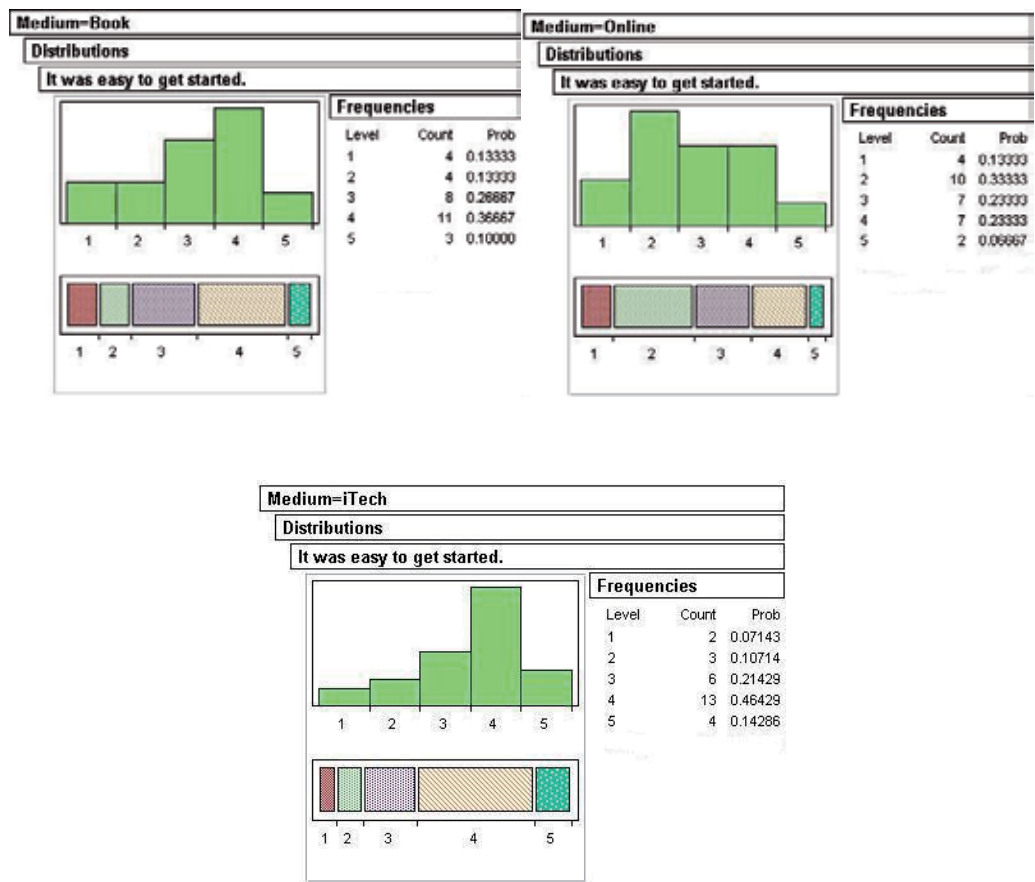 Medium=Book
Distributions
It was easy to get started.
Frequencies
Level Count Prob
1 4 0.13333
2 4 0.13333
3 8 0.26667
4 11 0.36667
5 3 0.10000
1 2 3 4 5
1 2 3 4 5
Medium=Online
Distributions
It was easy to get started.
Frequencies
Level Count Prob
1 4 0.13333
2 10 0.33333
3 7 0.23333
4 7 0.23333
5 2 0.06667
1 2 3 4 5
1 2 3 4 5
Medium=iTech
Distributions
It was easy to get started.
Frequencies
Level Count Prob
1 2 0.07143
2 3 0.10714
3 6 0.21429
4 13 0.46429
5 4 0.14286
1 2 3 4 5
1 2 3 4 5